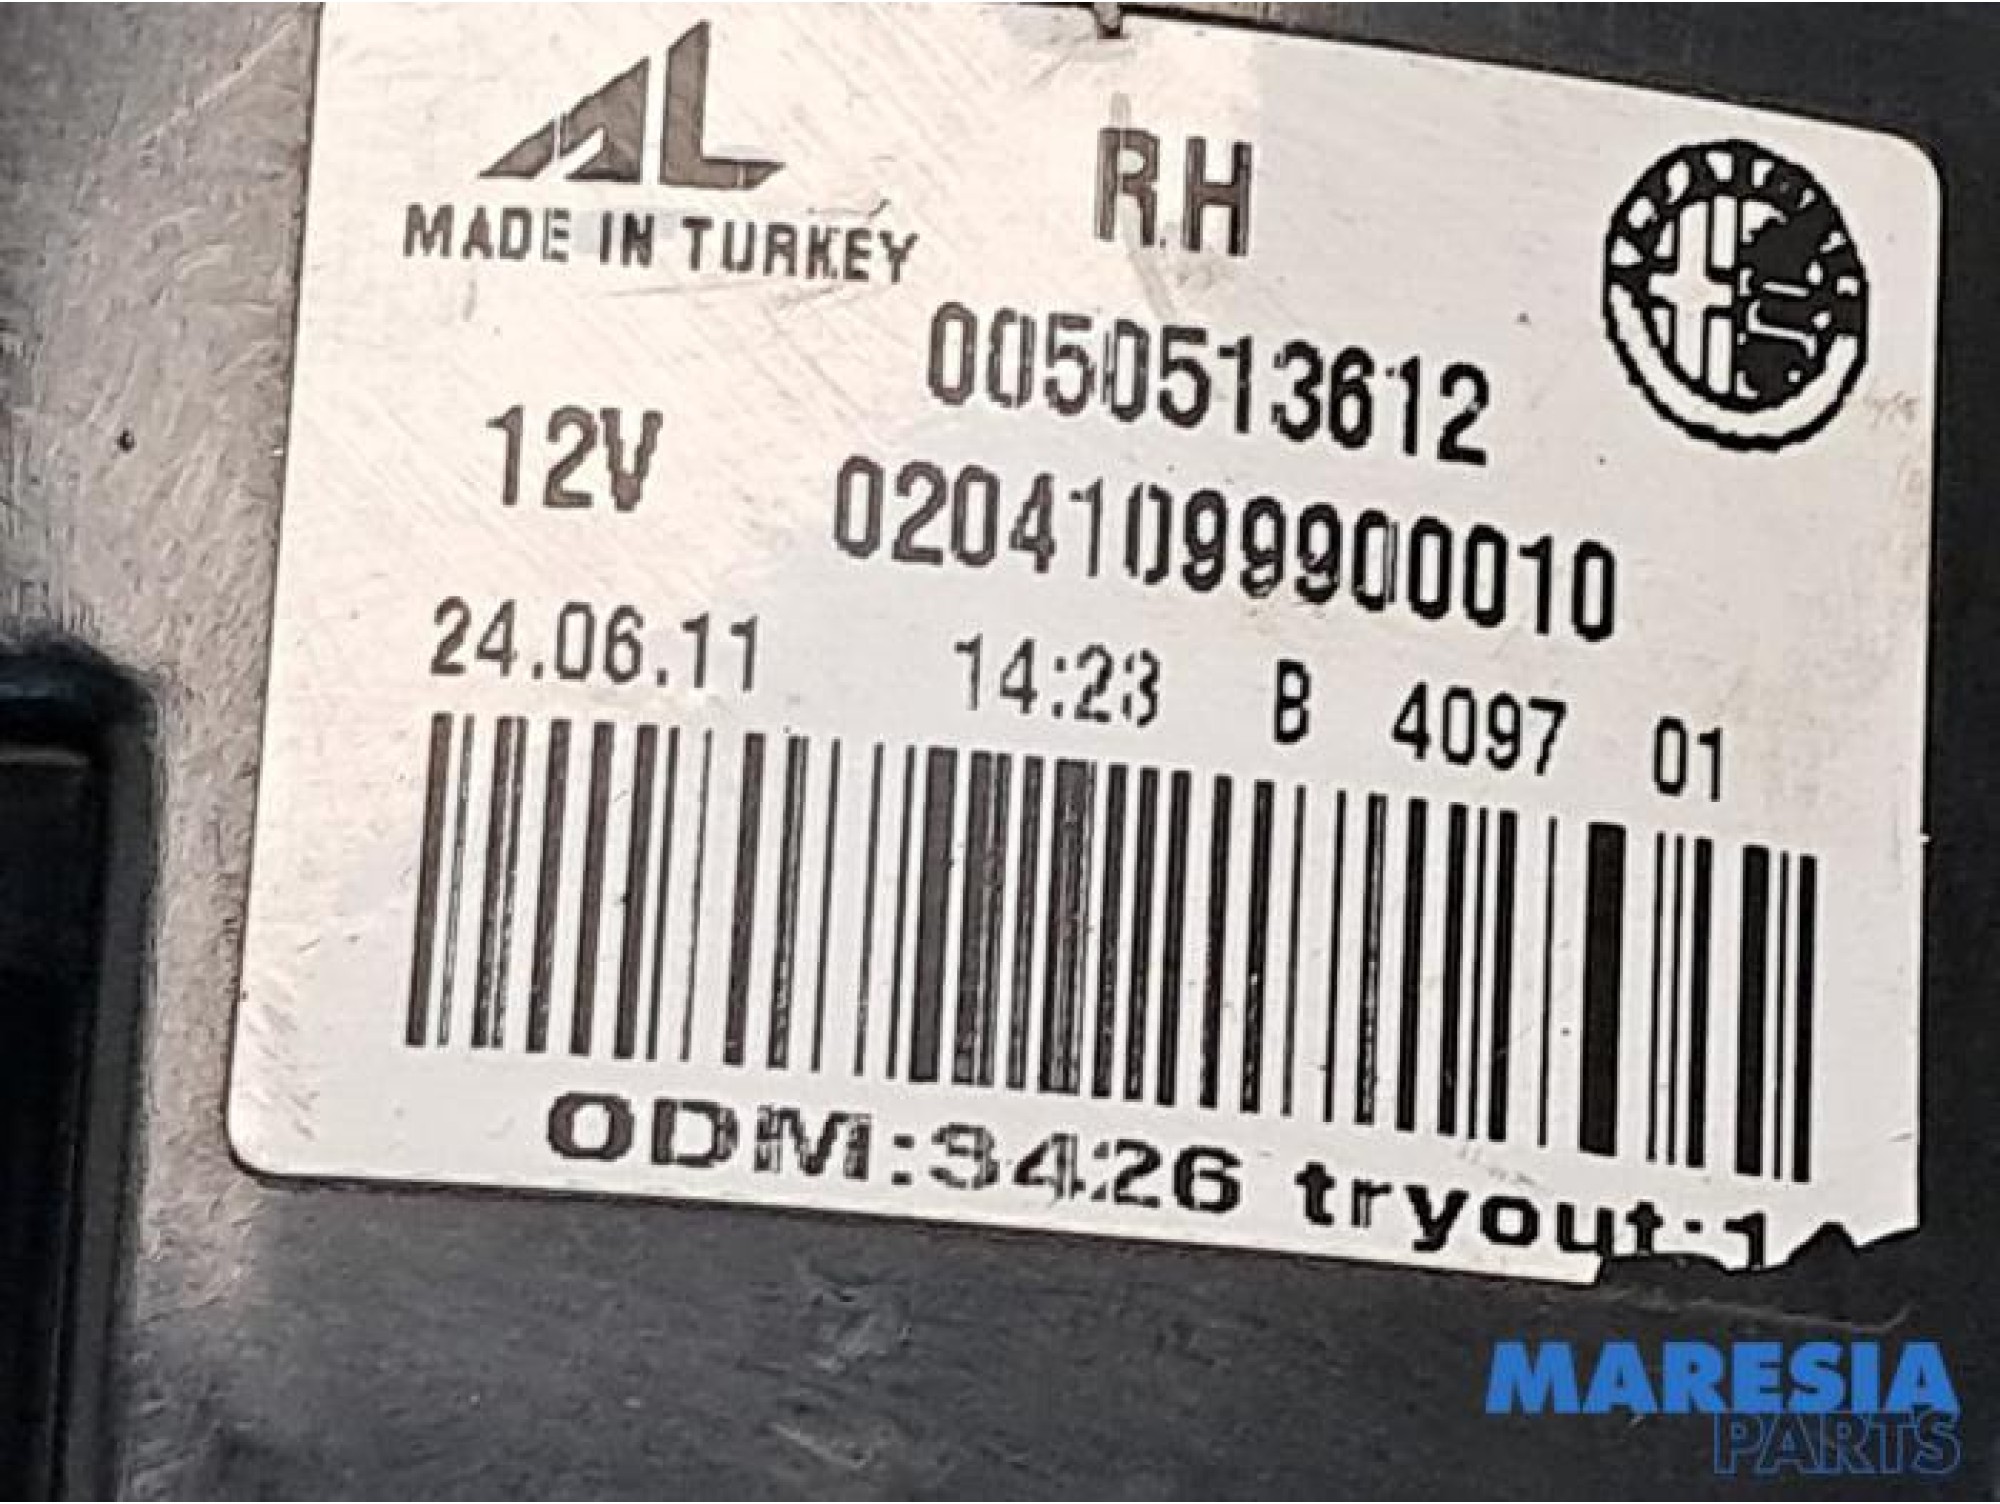 AL
MADE IN TURKEY
R.H
0050513612
12V
02041099900010
24.06.11 14:23 B 4097 01
ODM:3426 tryout:1
MARESIA
PARTS